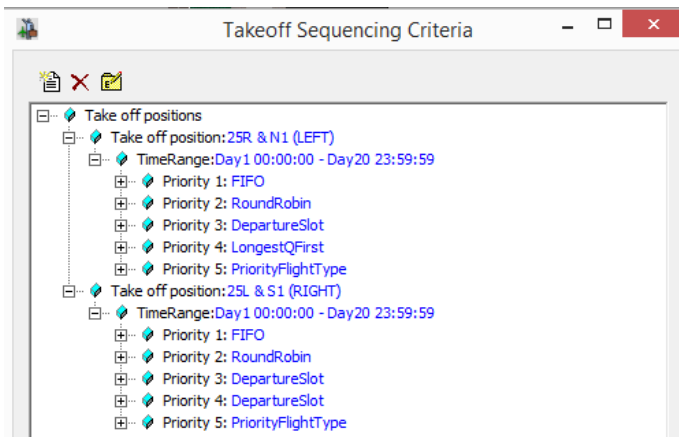 Takeoff Sequencing Criteria
Take off positions
Take off position:25R & N1 (LEFT)
TimeRange:Day1 00:00:00 - Day20 23:59:59
Priority 1: FIFO
Priority 2: RoundRobin
Priority 3: DepartureSlot
Priority 4: LongestQFirst
Priority 5: PriorityFlightType
Take off position:25L & S1 (RIGHT)
TimeRange:Day1 00:00:00 - Day20 23:59:59
Priority 1: FIFO
Priority 2: RoundRobin
Priority 3: DepartureSlot
Priority 4: DepartureSlot
Priority 5: PriorityFlightType